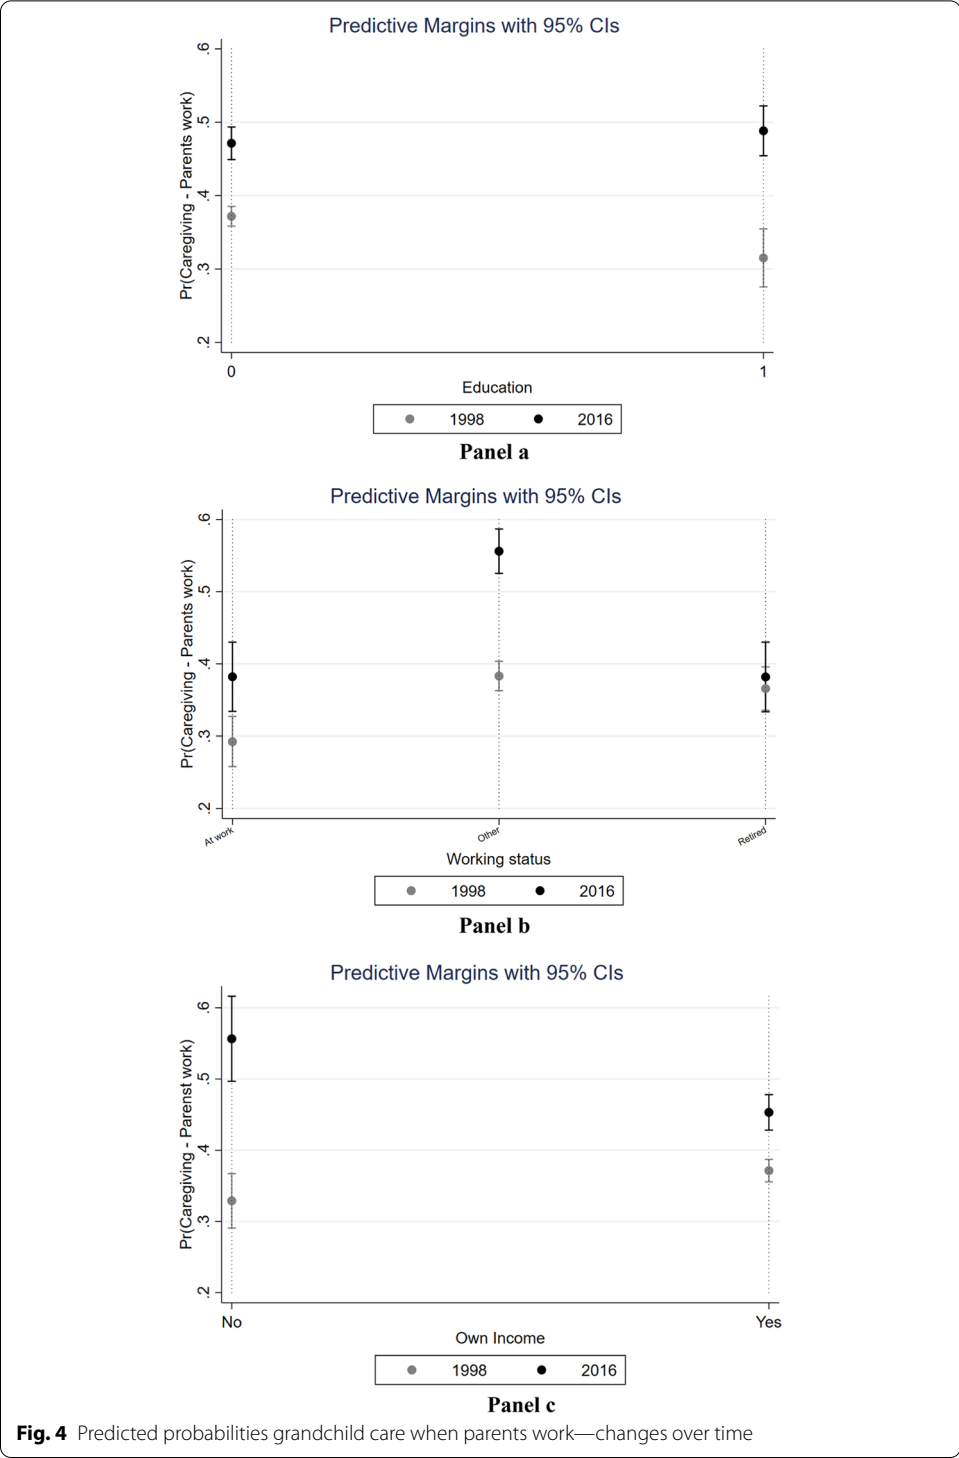 Predictive Margins with 95% CIs
Pr(Caregiving - Parents work)
.6
.5
.4
.3
.2
0 1
Education
1998 2016
Panel a
Predictive Margins with 95% CIs
Pr(Caregiving - Parents work)
.6
.5
.4
.3
.2
At work Other Retired
Working status
1998 2016
Panel b
Predictive Margins with 95% CIs
Pr(Caregiving - Parenst work)
.6
.5
.4
.3
.2
No Yes
Own Income
1998 2016
Panel c
Fig. 4 Predicted probabilities grandchild care when parents work—changes over time